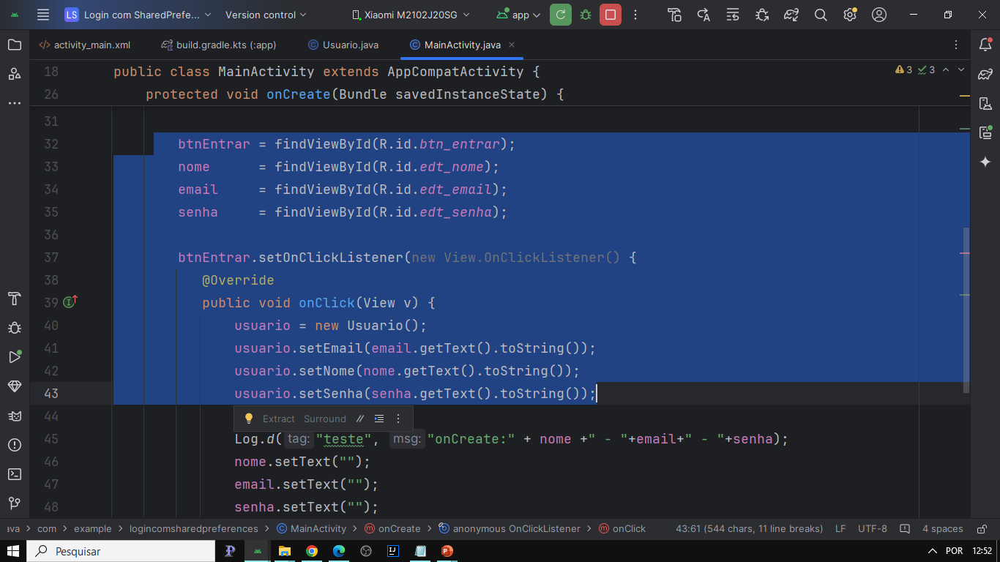 LS Login com SharedPrefe... Version control Xiaomi M2102J20SG app
activity_main.xml build.gradle.kts (:app) Usuario.java MainActivity.java
18 public class MainActivity extends AppCompatActivity { 3 3
26 protected void onCreate(Bundle savedInstanceState) {
31
32 btnEntrar = findViewById(R.id.btn_entrar);
33 nome = findViewById(R.id.edt_nome);
34 email = findViewById(R.id.edt_email);
35 senha = findViewById(R.id.edt_senha);
36
37 btnEntrar.setOnClickListener(new View.OnClickListener() {
38 @Override
39 public void onClick(View v) {
40 usuario = new Usuario();
41 usuario.setEmail(email.getText().toString());
42 usuario.setNome(nome.getText().toString());
43 usuario.setSenha(senha.getText().toString());
44 Extract Surround
45 Log.d( tag: "teste", msg: "onCreate:" + nome +" - "+email+" - "+senha);
46 nome.setText("");
47 email.setText("");
48 senha.setText("");
ava > com > example > logincomsharedpreferences > MainActivity > onCreate > anonymous OnClickListener > onClick 43:61 (544 chars, 11 line breaks) LF UTF-8 4 spaces
Pesquisar POR 12:52